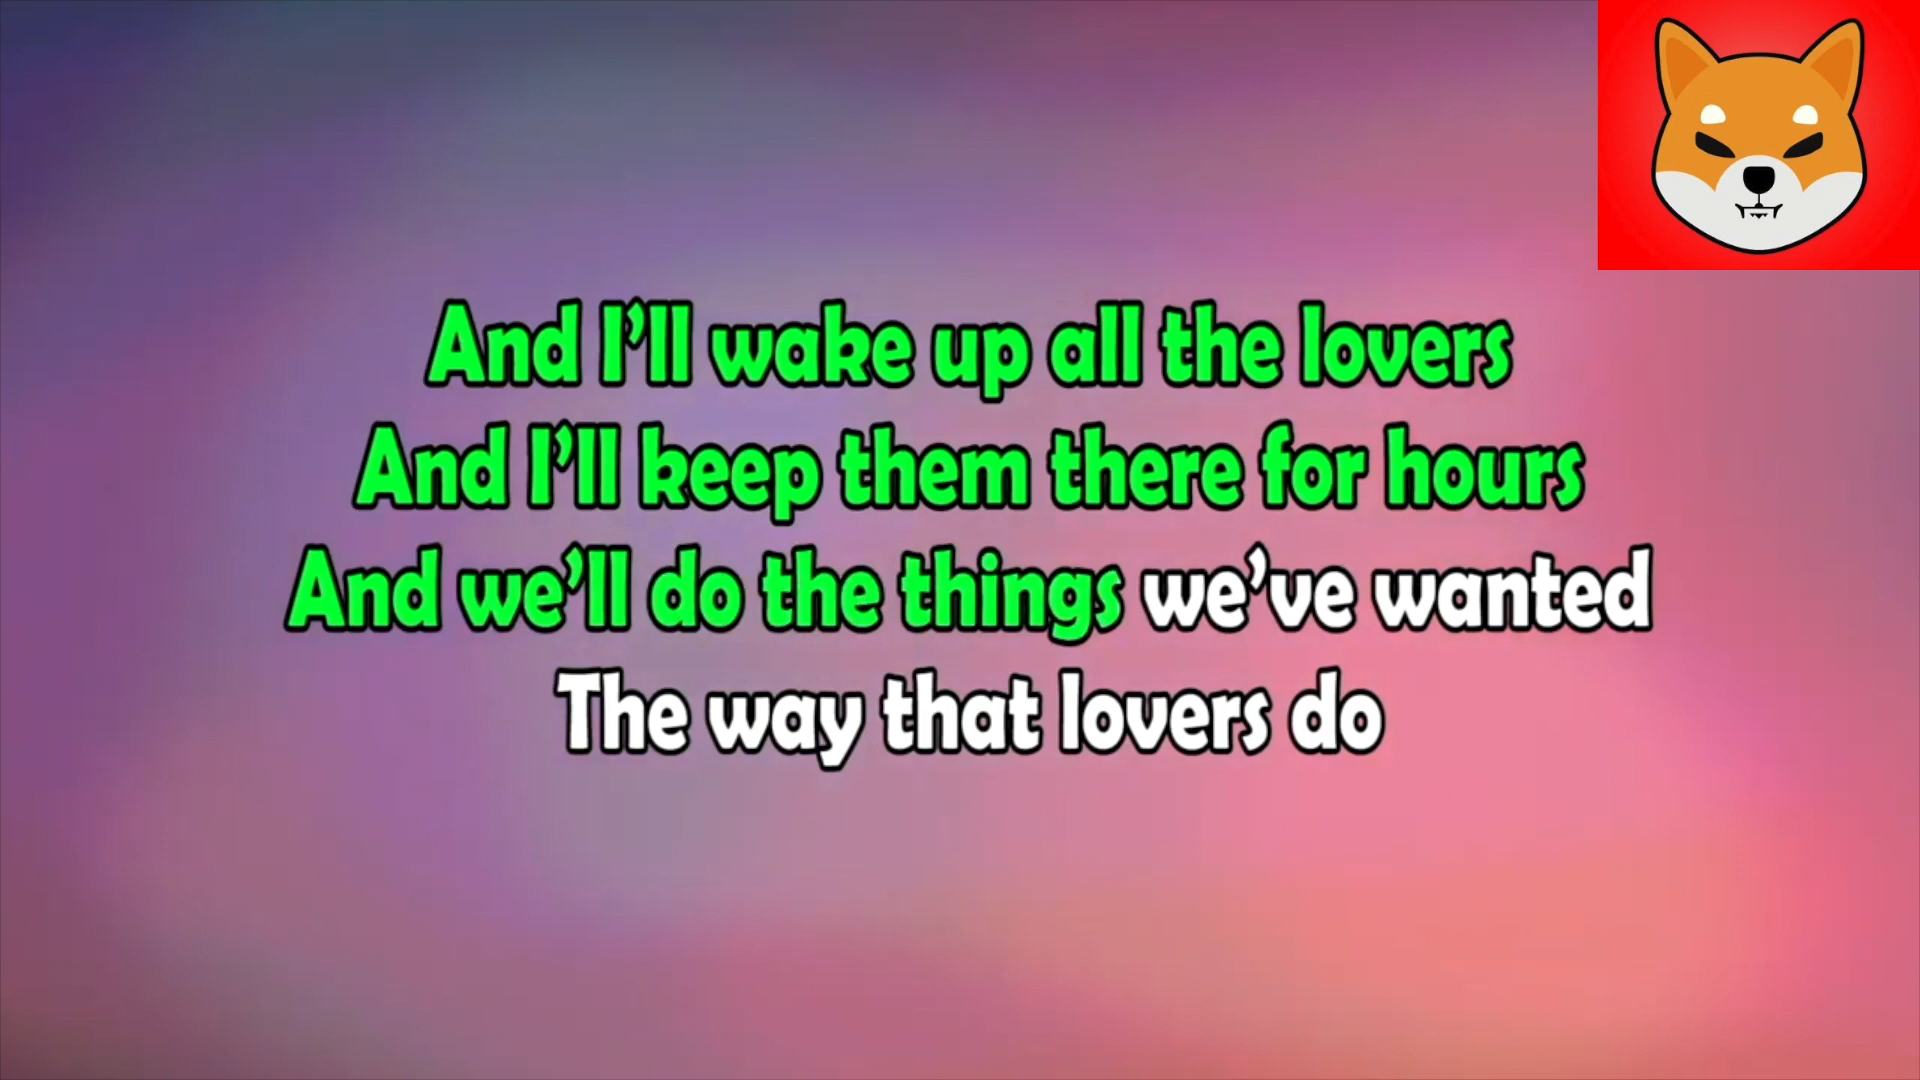 And I’ll wake up all the lovers
And I’ll keep them there for hours
And we’ll do the things we’ve wanted
The way that lovers do